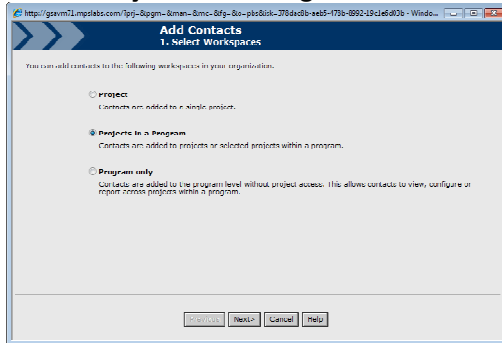 http://gsavm71.mpslabs.com/?prj=&pgm=&man=&mc=&fg=&o=pbs&isk=378dac8b-aeb5-473b-8992-19c1e6d03b - Windo...
Add Contacts
1. Select Workspaces
You can add contacts to the following workspaces in your organization.
Project
Contacts are added to a single project.
Projects in a Program
Contacts are added to projects or selected projects within a program.
Program only
Contacts are added to the program level without project access. This allows contacts to view, configure or
report across projects within a program.
Previous Next> Cancel Help